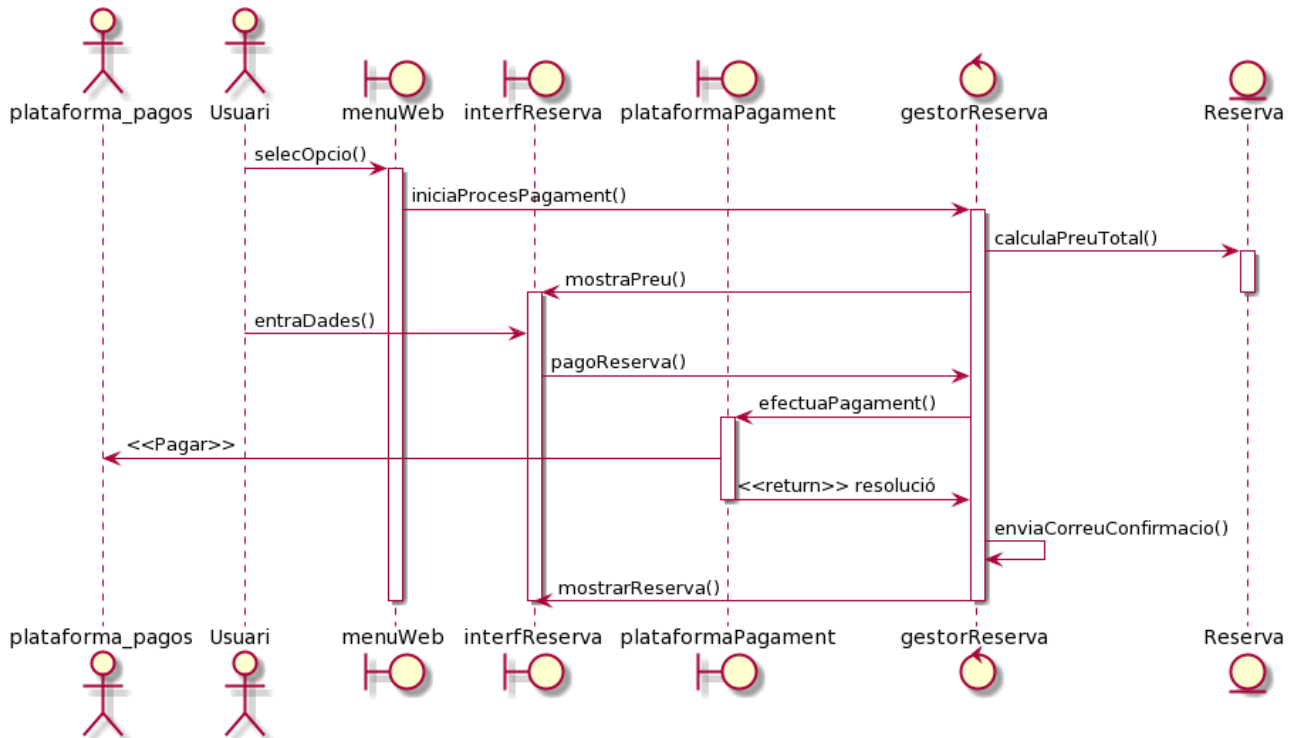 plataforma_pagos Usuari menuWeb interfReserva plataformaPagament gestorReserva Reserva
selecOpcio()
iniciaProcesPagament()
calculaPreuTotal()
mostraPreu()
entraDades()
pagoReserva()
efectuaPagament()
<<Pagar>>
<<return>> resolució
enviaCorreuConfirmacio()
mostrarReserva()
plataforma_pagos Usuari menuWeb interfReserva plataformaPagament gestorReserva Reserva